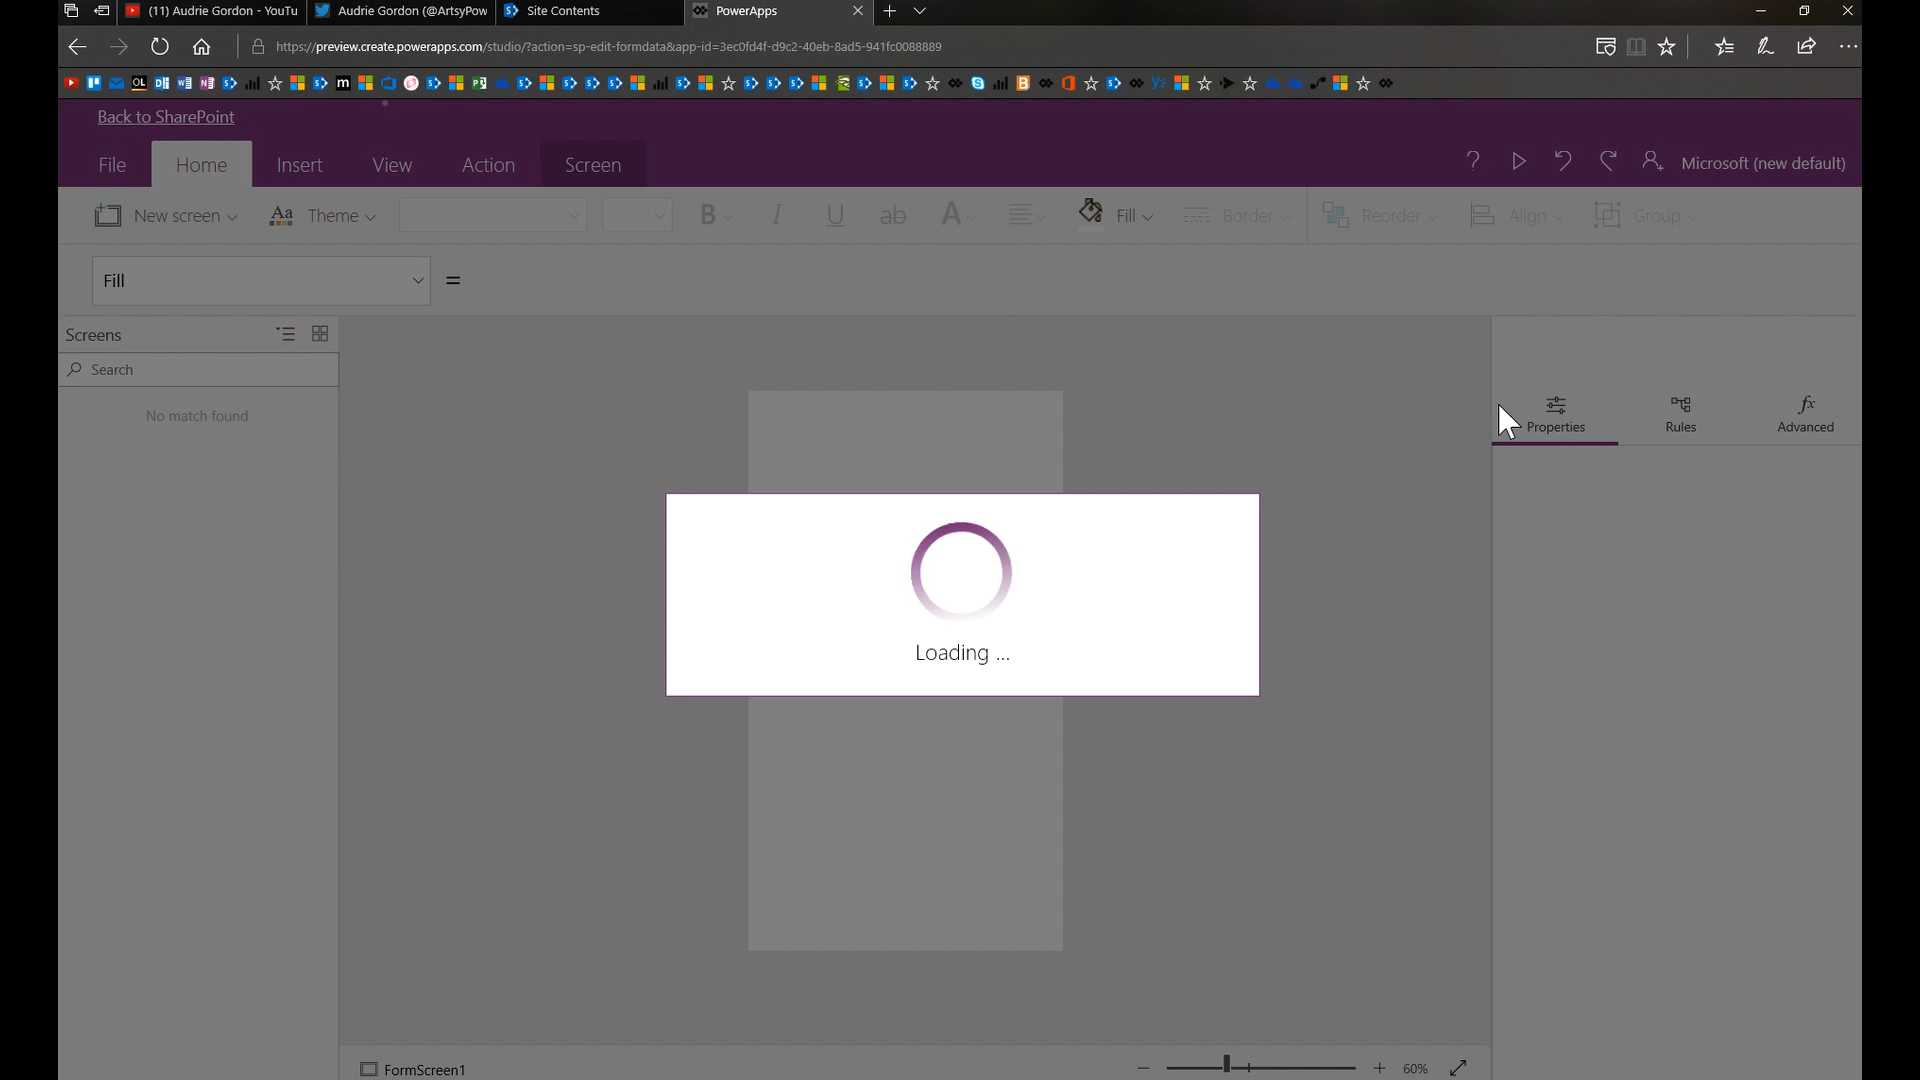 (11) Audrie Gordon - YouTu
Audrie Gordon (@ArtsyPow
Site Contents
PowerApps
https://preview.create.powerapps.com/studio/?action=sp-edit-formdata&app-id=3ec0fd4f-d9c2-40eb-8ad5-941fc0088889
Back to SharePoint
File
Home
Insert
View
Action
Screen
Microsoft (new default)
New screen
Aa Theme
B I U ab A
Fill
Border
Reorder
Align
Group
Fill
=
Screens
Search
No match found
Properties
Rules
fx
Advanced
Loading ...
FormScreen1
60%